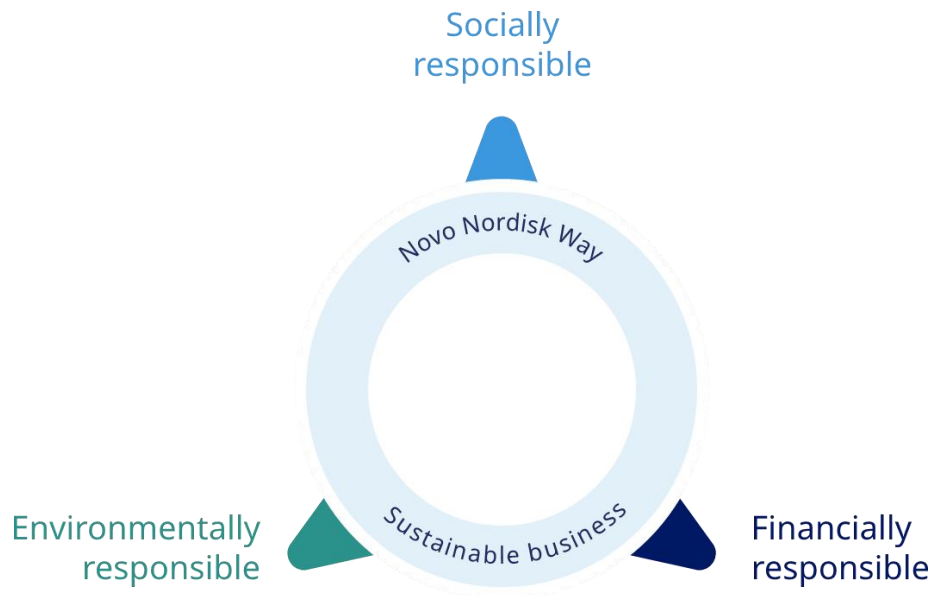 Socially
responsible
Novo Nordisk Way
Sustainable business
Environmentally
responsible
Financially
responsible